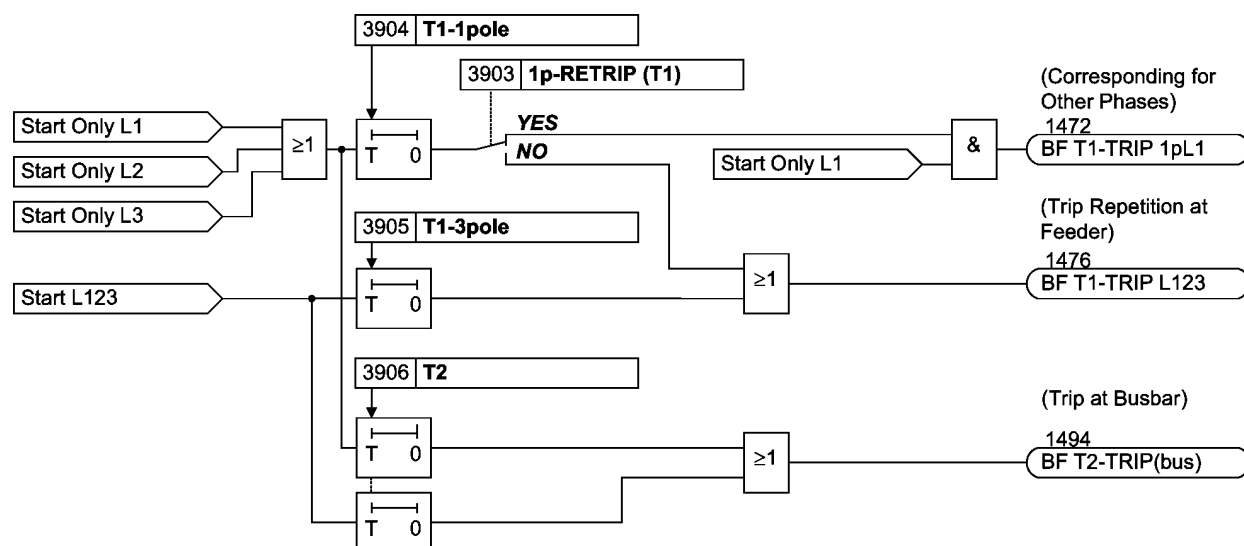 3904 T1-1pole
3903 1p-RETRIP (T1)
(Corresponding for
Other Phases)
Start Only L1
≥1
T 0
YES
NO
Start Only L1
&
1472
BF T1-TRIP 1pL1
Start Only L2
Start Only L3
3905 T1-3pole
(Trip Repetition at
Feeder)
Start L123
T 0
≥1
1476
BF T1-TRIP L123
3906 T2
(Trip at Busbar)
T 0
≥1
1494
BF T2-TRIP(bus)
T 0